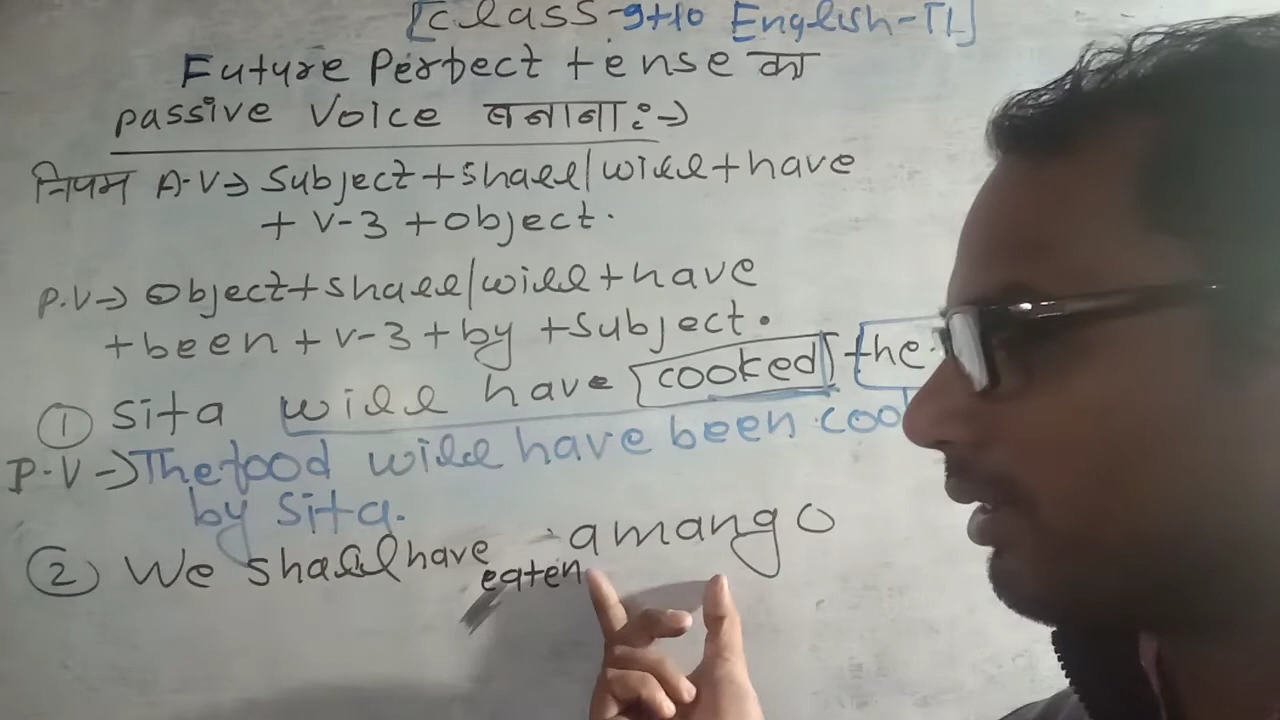 [Class-9+10 English-TL]
Future Perfect tense का
passive Voice बनाना:→
नियम A.V→ Subject+shall/will+have
+ V-3 +object.
P.V→ Object+shall/will+have
+been+V-3+by+Subject.
① Sita will have cooked the
P.V→The food will have been
by Sita.
② We shall have eaten a mango